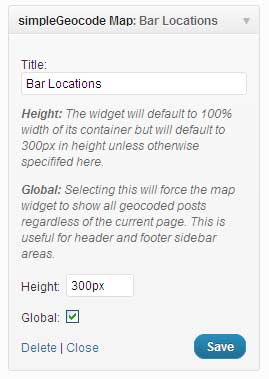 simpleGeocode Map: Bar Locations
Title:
Bar Locations
Height: The widget will default to 100%
width of its container but will default to
300px in height unless otherwise
specifified here.
Global: Selecting this will force the map
widget to show all geocoded posts
regardless of the current page. This is
useful for header and footer sidebar
areas.
Height: 300px
Global:
Delete | Close
Save